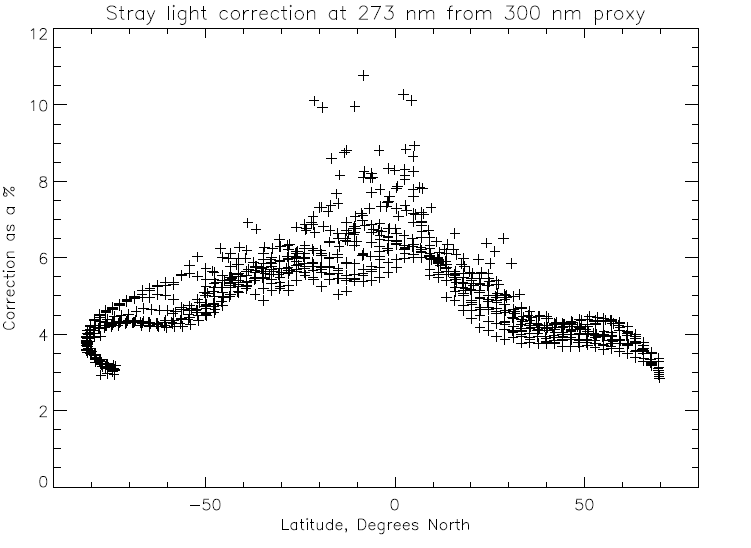 Stray light correction at 273 nm from 300 nm proxy
12
10
8
6
4
2
0
Correction as a %
-50 0 50
Latitude, Degrees North